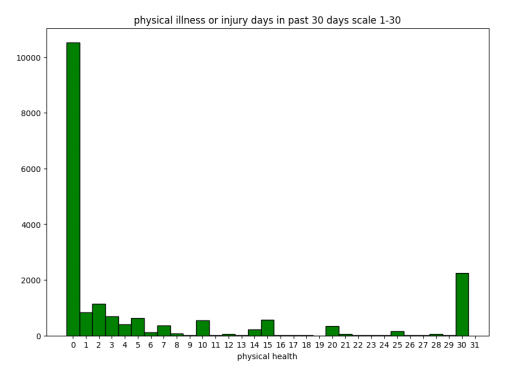 physical illness or injury days in past 30 days scale 1-30
10000
8000
6000
4000
2000
0
0 1 2 3 4 5 6 7 8 9 10 11 12 13 14 15 16 17 18 19 20 21 22 23 24 25 26 27 28 29 30 31
physical health